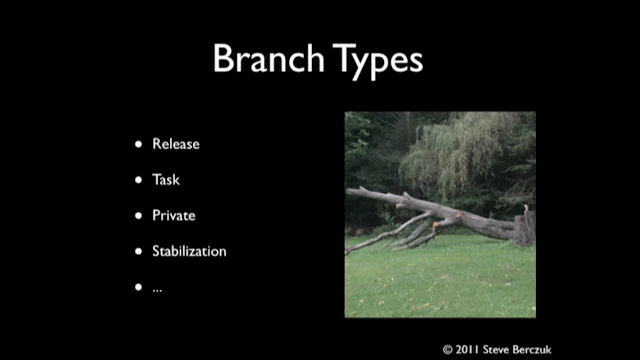 Branch Types
• Release
• Task
• Private
• Stabilization
• ...
© 2011 Steve Berczuk